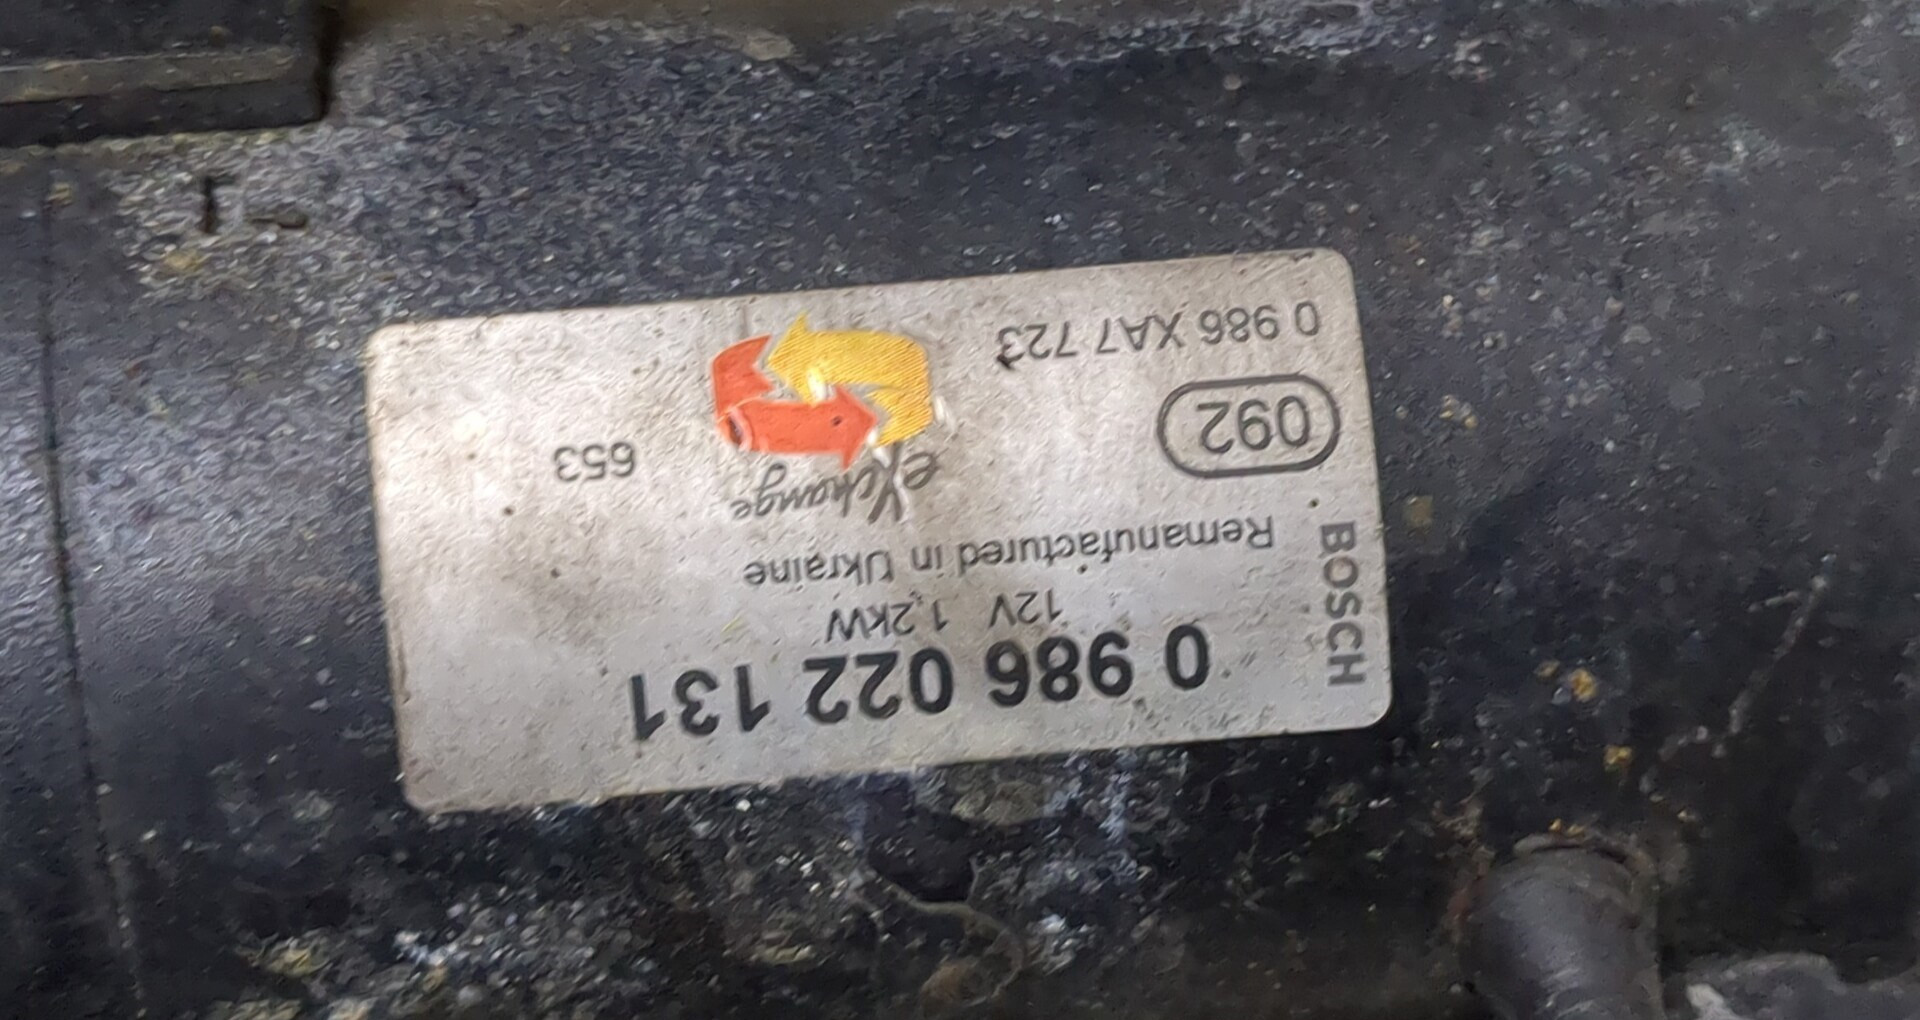 BOSCH
0 986 022 131
12V 1,2kW
Remanufactured in Ukraine
eXchange
092
653
0 986 XA7 723